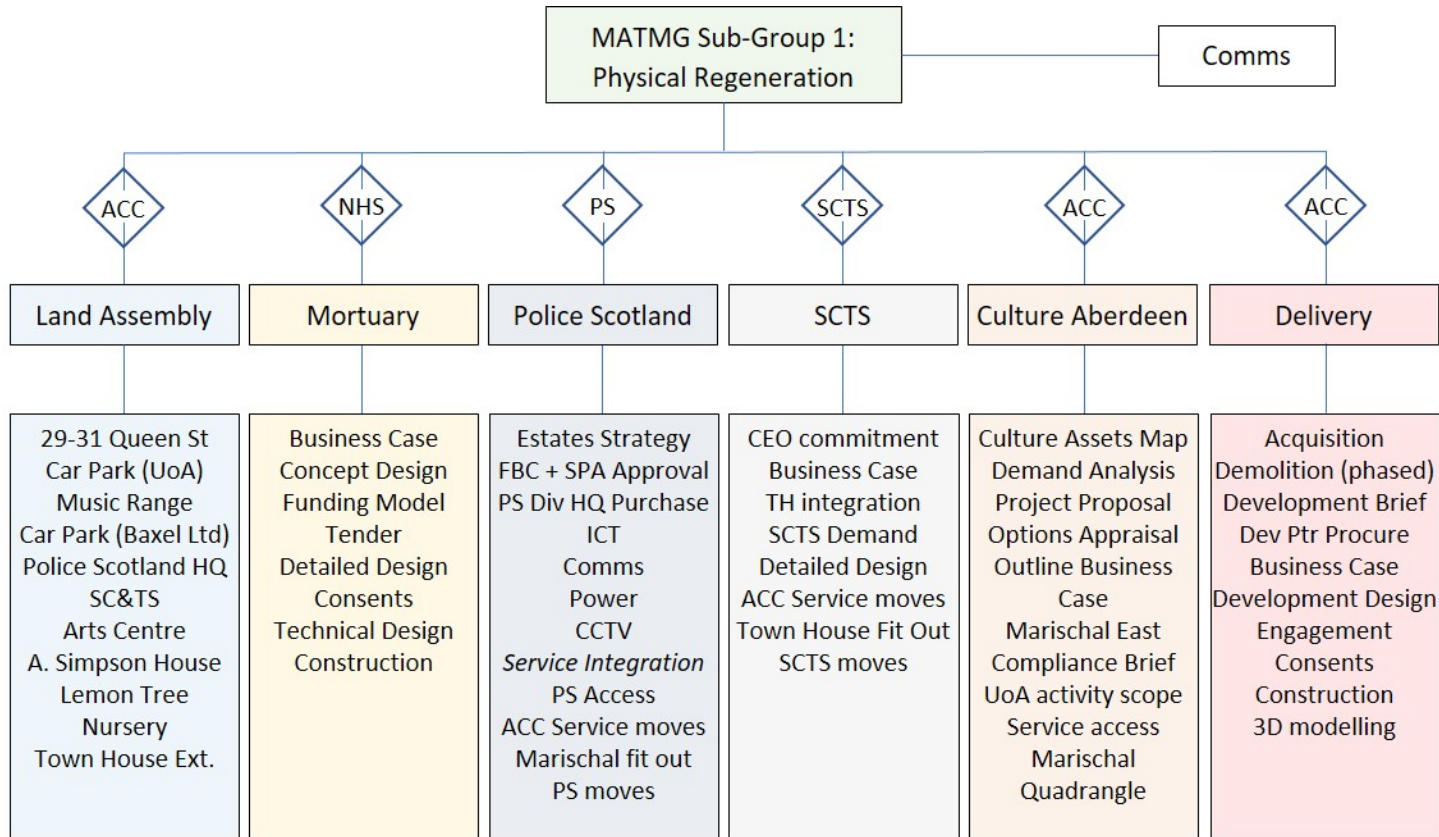 MATMG Sub-Group 1:
Physical Regeneration
Comms
ACC
NHS
PS
SCTS
ACC
ACC
Land Assembly
Mortuary
Police Scotland
SCTS
Culture Aberdeen
Delivery
29-31 Queen St
Car Park (UoA)
Music Range
Car Park (Baxel Ltd)
Police Scotland HQ
SC&TS
Arts Centre
A. Simpson House
Lemon Tree
Nursery
Town House Ext.
Business Case
Concept Design
Funding Model
Tender
Detailed Design
Consents
Technical Design
Construction
Estates Strategy
FBC + SPA Approval
PS Div HQ Purchase
ICT
Comms
Power
CCTV
Service Integration
PS Access
ACC Service moves
Marischal fit out
PS moves
CEO commitment
Business Case
TH integration
SCTS Demand
Detailed Design
ACC Service moves
Town House Fit Out
SCTS moves
Culture Assets Map
Demand Analysis
Project Proposal
Options Appraisal
Outline Business
Case
Marischal East
Compliance Brief
UoA activity scope
Service access
Marischal
Quadrangle
Acquisition
Demolition (phased)
Development Brief
Dev Ptr Procure
Business Case
Development Design
Engagement
Consents
Construction
3D modelling